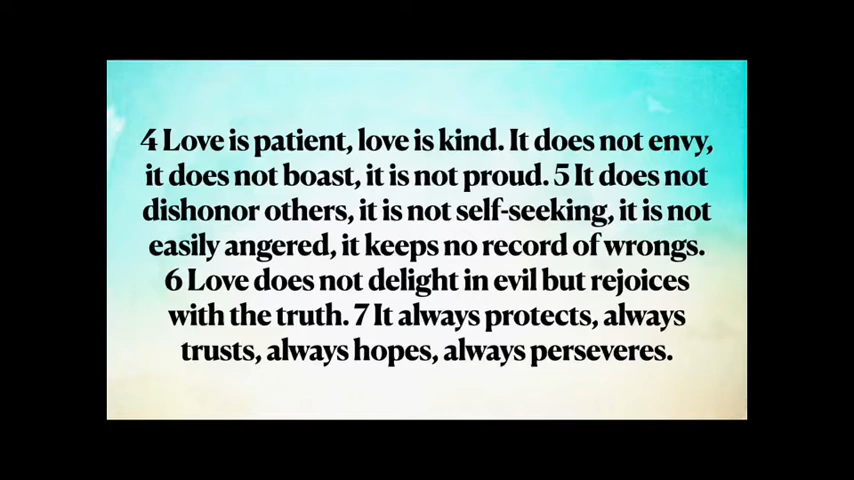 4 Love is patient, love is kind. It does not envy,
it does not boast, it is not proud. 5 It does not
dishonor others, it is not self-seeking, it is not
easily angered, it keeps no record of wrongs.
6 Love does not delight in evil but rejoices
with the truth. 7 It always protects, always
trusts, always hopes, always perseveres.